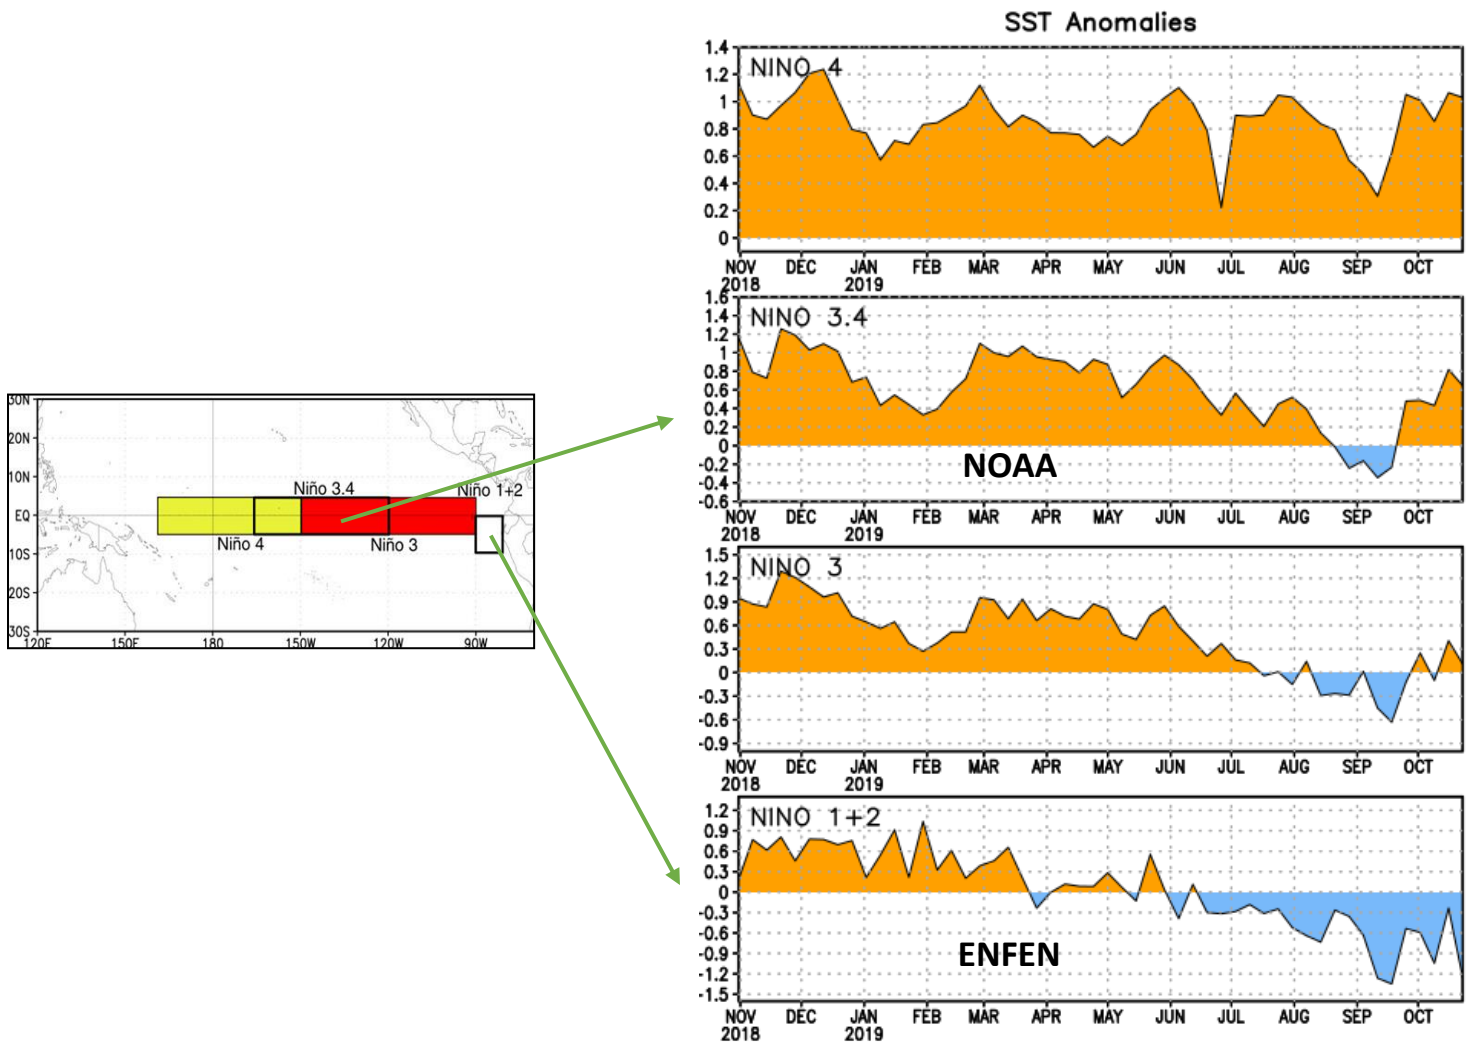 SST Anomalies
1.4
NINO 4
1.2
1
0.8
0.6
0.4
0.2
0
NOV DEC JAN FEB MAR APR MAY JUN JUL AUG SEP OCT
2018 2019
1.6
1.4
NINO 3.4
1.2
1
0.8
0.6
0.4
0.2
0
-0.2
-0.4
-0.6
NOAA
NOV DEC JAN FEB MAR APR MAY JUN JUL AUG SEP OCT
2018 2019
30N
20N
10N
EQ
10S
20S
30S
120E 150E 180 150W 120W 90W
Niño 3.4
Niño 1+2
Niño 4
Niño 3
1.5
NINO 3
1.2
0.9
0.6
0.3
0
-0.3
-0.6
-0.9
NOV DEC JAN FEB MAR APR MAY JUN JUL AUG SEP OCT
2018 2019
1.2
NINO 1+2
0.9
0.6
0.3
0
-0.3
-0.6
-0.9
-1.2
-1.5
ENFEN
NOV DEC JAN FEB MAR APR MAY JUN JUL AUG SEP OCT
2018 2019